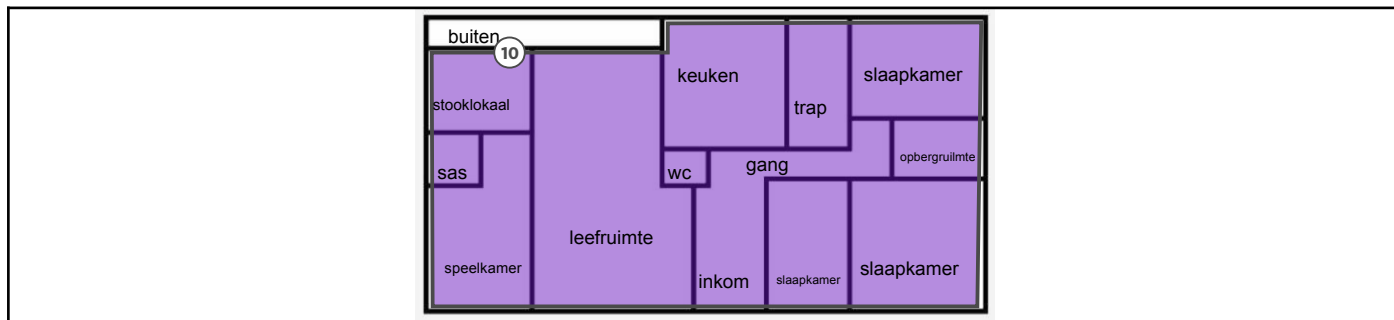 buiten
10
keuken
slaapkamer
stooklokaal
trap
sas
wc
gang
opbergruilmte
leefruimte
speelkamer
inkom
slaapkamer
slaapkamer